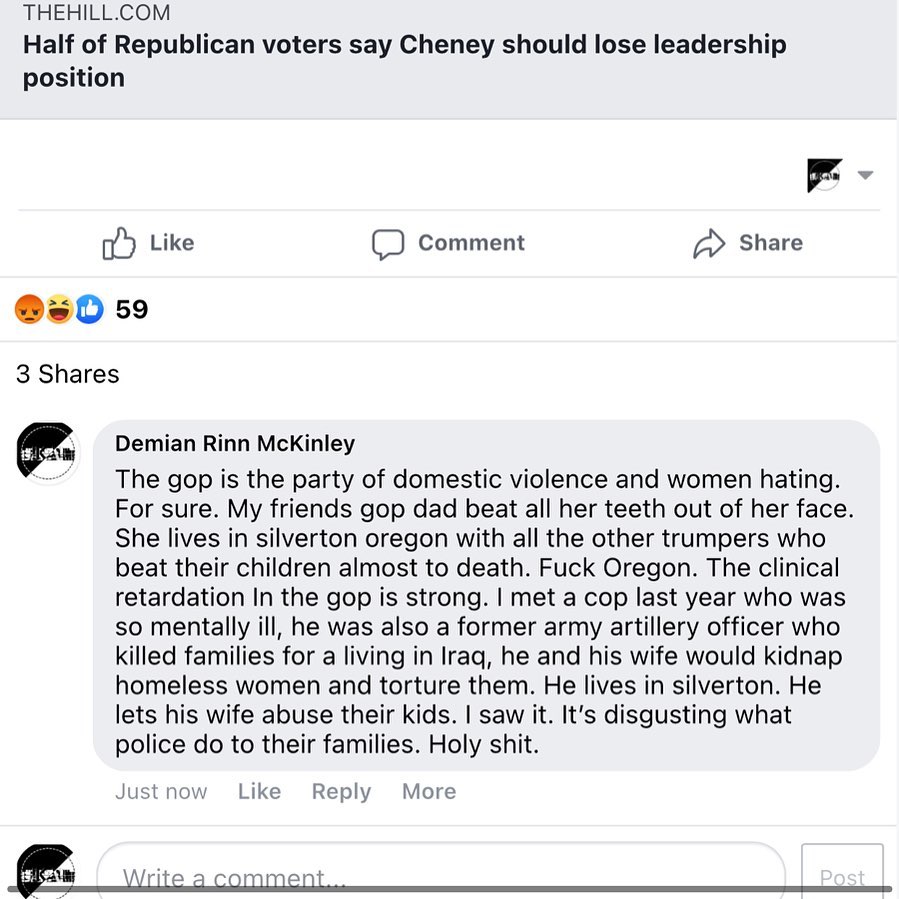 THEHILL.COM
Half of Republican voters say Cheney should lose leadership
position
Like
Comment
Share
59
3 Shares
Demian Rinn McKinley
The gop is the party of domestic violence and women hating.
For sure. My friends gop dad beat all her teeth out of her face.
She lives in silverton oregon with all the other trumpers who
beat their children almost to death. Fuck Oregon. The clinical
retardation In the gop is strong. I met a cop last year who was
so mentally ill, he was also a former army artillery officer who
killed families for a living in Iraq, he and his wife would kidnap
homeless women and torture them. He lives in silverton. He
lets his wife abuse their kids. I saw it. It’s disgusting what
police do to their families. Holy shit.
Just now Like Reply More
Write a comment...
Post